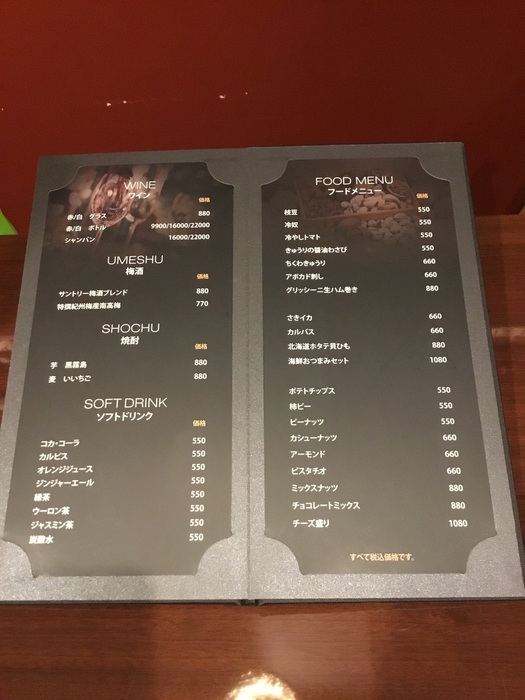 WINE
ワイン
価格
赤/白 グラス 880
赤/白 ボトル 9900/16000/22000
シャンパン 16000/22000
UMESHU
梅酒
価格
サントリー梅酒ブレンド 880
特撰紀州梅産南高梅 770
SHOCHU
焼酎
価格
芋 黒霧島 880
麦 いいちご 880
SOFT DRINK
ソフトドリンク
価格
コカ・コーラ 550
カルピス 550
オレンジジュース 550
ジンジャーエール 550
緑茶 550
ウーロン茶 550
ジャスミン茶 550
炭酸水 550
FOOD MENU
フードメニュー
価格
枝豆 550
冷奴 550
冷やしトマト 550
きゅうりの醤油わさび 550
ちくわきゅうり 660
アボカド刺し 660
グリッシーニ生ハム巻き 880
さきイカ 660
カルパス 660
北海道ホタテ貝ひも 880
海鮮おつまみセット 1080
ポテトチップス 550
柿ピー 550
ピーナッツ 550
カシューナッツ 660
アーモンド 660
ピスタチオ 660
ミックスナッツ 880
チョコレートミックス 880
チーズ盛り 1080
すべて税込価格です。